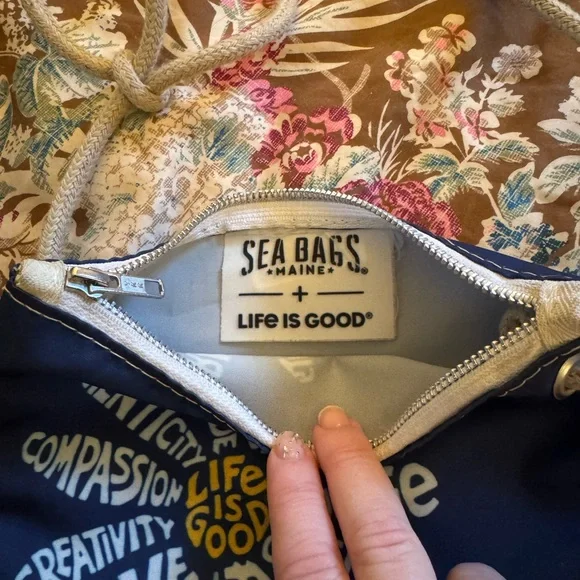 SEA BAGS®
★MAINE★
+
LIFE IS GOOD®
COMPASSION
CREATIVITY
LIFE
IS
GOOD